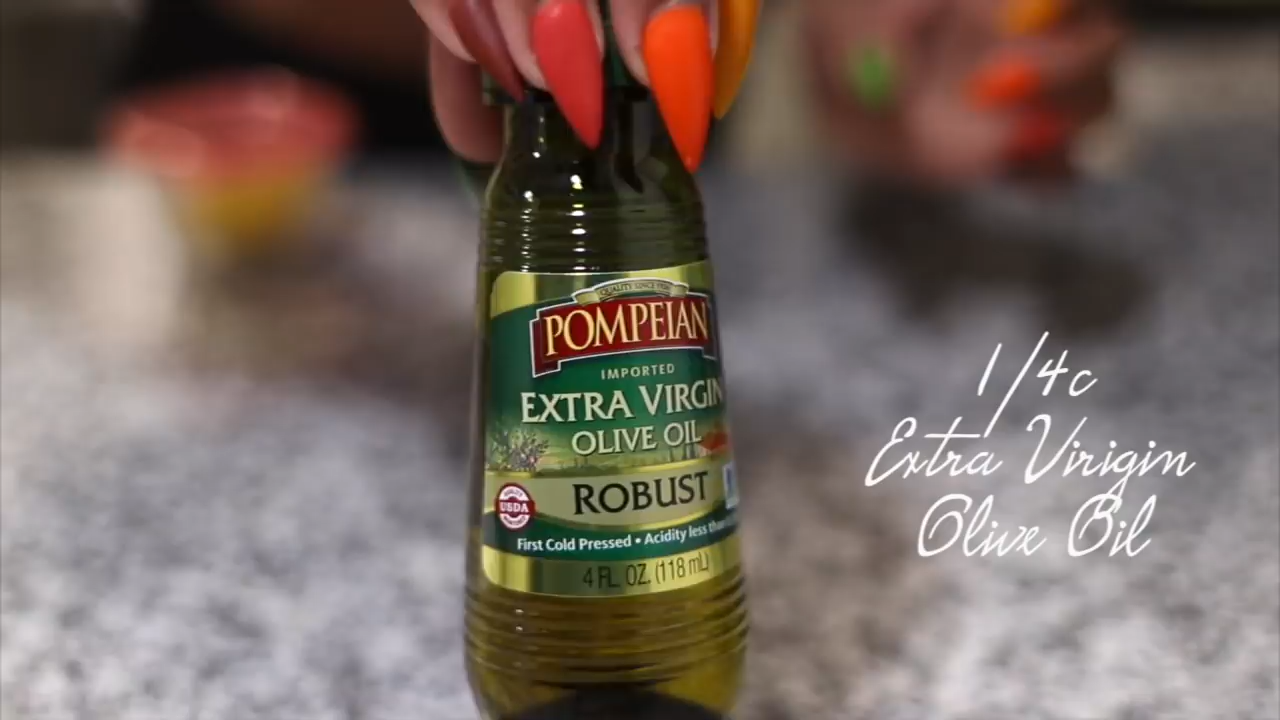 QUALITY SINCE 1906
POMPEIAN
IMPORTED
EXTRA VIRGIN
OLIVE OIL
ROBUST
USDA
First Cold Pressed • Acidity less
4 FL. OZ. (118 mL)
1/4c
Extra Virigin
Olive Oil